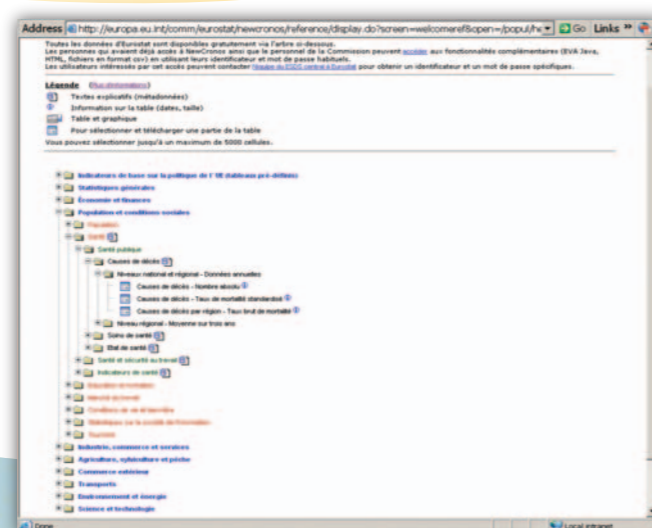 Address http://europa.eu.int/comm/eurostat/newcronos/reference/display.do?screen=welcomeref&open=/popul/he Go Links »
Toutes les données d'Eurostat sont disponibles gratuitement via l'arbre ci-dessous.
Les personnes qui avaient déjà accès à NewCronos ainsi que le personnel de la Commission peuvent accéder aux fonctionnalités complémentaires (EVA Java,
HTML, fichiers en format csv) en utilisant leurs identificateur et mot de passe habituels.
Les utilisateurs intéressés par cet accès peuvent contacter l'équipe du ESDS central à Eurostat pour obtenir un identificateur et mot de passe spécifiques.
Légende (Plus d'informations)
Textes explicatifs (métadonnées)
Information sur la table (dates, taille)
Table et graphique
Pour sélectionner et télécharger une partie de la table
Vous pouvez sélectionner jusqu'à un maximum de 5000 cellules.
Indicateurs de base sur la politique de l'UE (tableaux pré-définis)
Statistiques générales
Économie et finances
Population et conditions sociales
Population
Santé
Santé publique
Causes de décès
Niveaux national et régional - Données annuelles
Causes de décès - Nombre absolu
Causes de décès - Taux de mortalité standardisé
Causes de décès par région - Taux brut de mortalité
Niveau régional - Moyenne sur trois ans
Soins de santé
Etat de santé
Santé et sécurité au travail
Indicateurs de santé
Education et formation
Marché du travail
Conditions de vie et bien-être
Statistiques sur la société de l'information
Tourisme
Industrie, commerce et services
Agriculture, sylviculture et pêche
Commerce extérieur
Transports
Environnement et énergie
Science et technologie
Done Local intranet